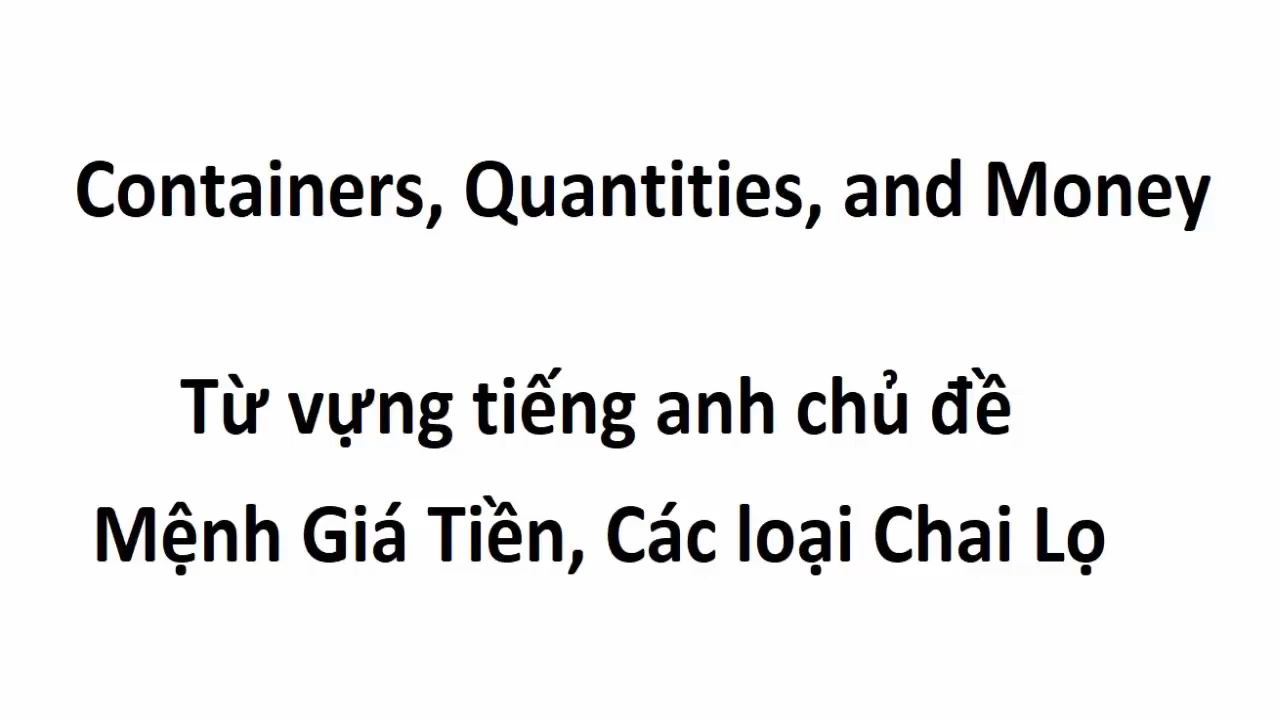 Containers, Quantities, and Money
Từ vựng tiếng anh chủ đề
Mệnh Giá Tiền, Các loại Chai Lọ